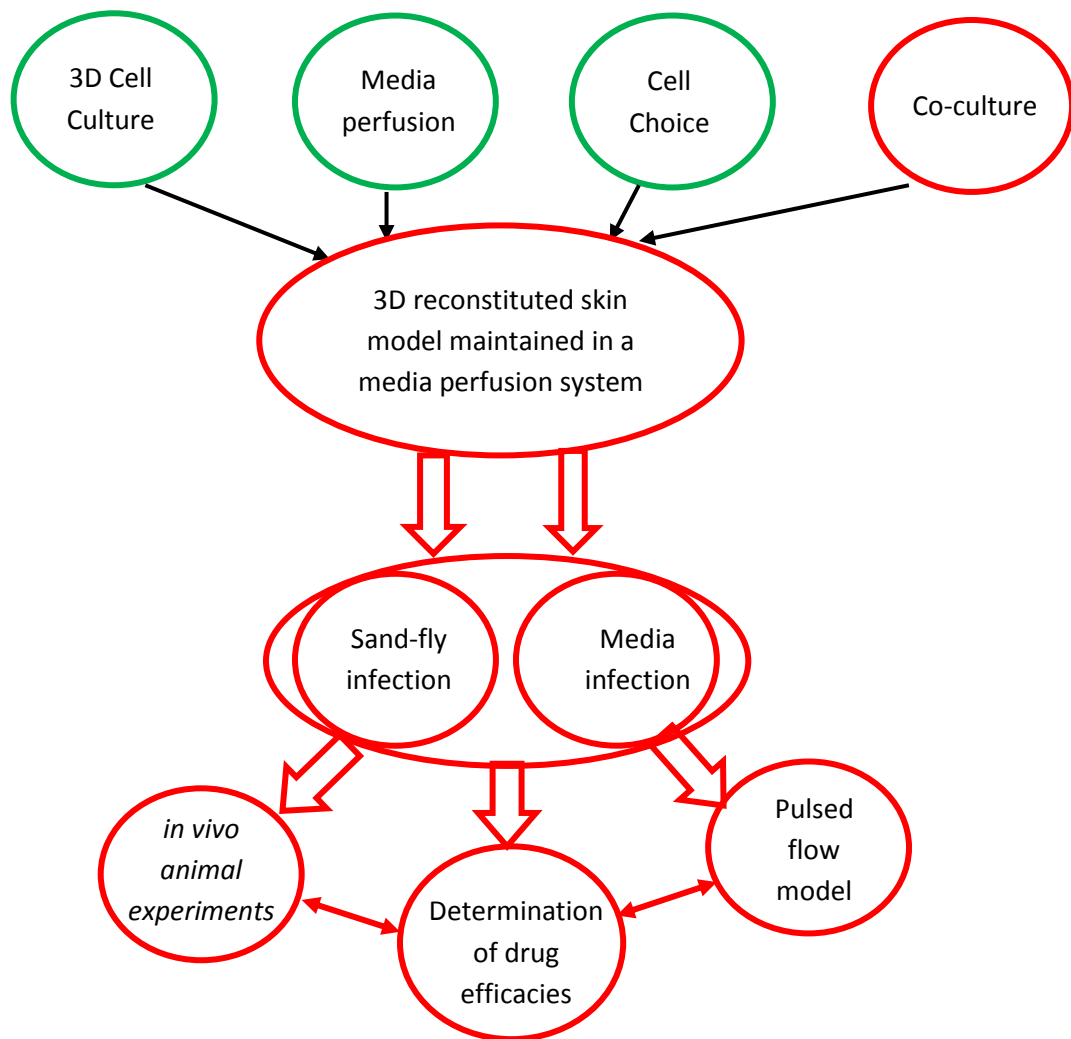 3D Cell
Culture
Media
perfusion
Cell
Choice
Co-culture
3D reconstituted skin
model maintained in a
media perfusion system
Sand-fly
infection
Media
infection
in vivo
animal
experiments
Determination
of drug
efficacies
Pulsed
flow
model